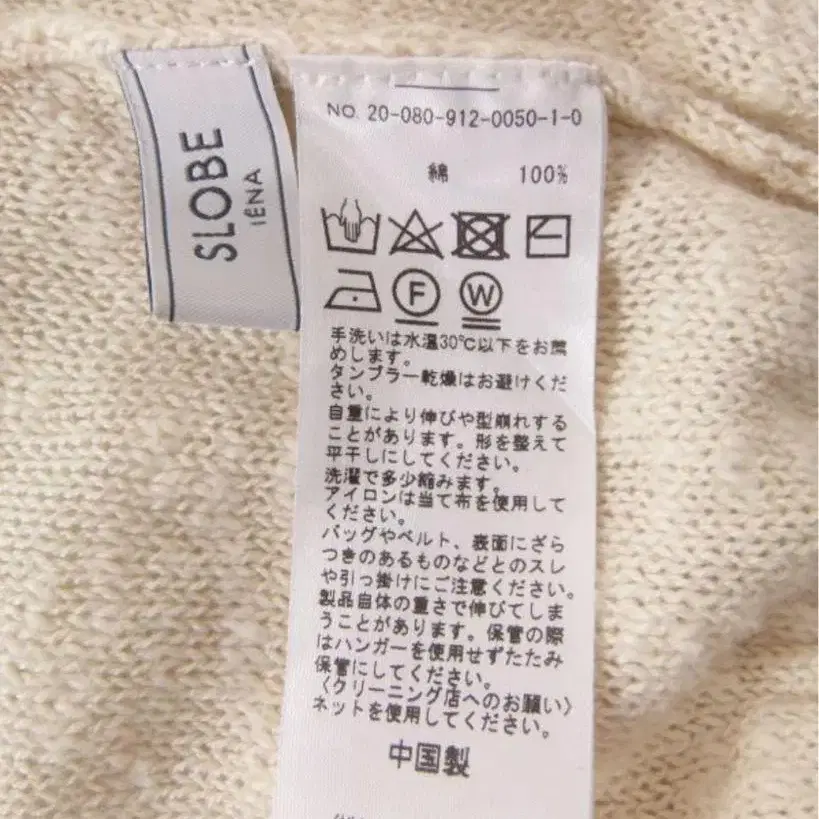 SLOBE
IÉNA
NO. 20-080-912-0050-1-0
綿 100%
F W
手洗いは水温30℃以下をお薦
めします。
タンブラー乾燥はお避けくだ
さい。
自重により伸びや型崩れする
ことがあります。形を整えて
平干しにしてください。
洗濯で多少縮みます。
アイロンは当て布を使用して
ください。
バッグやベルト、表面にざら
つきのあるものなどとのスレ
や引っ掛けにご注意ください。
製品自体の重さで伸びてしま
うことがあります。保管の際
はハンガーを使用せずたたみ
保管にしてください。
〈クリーニング店へのお願い〉
ネットを使用してください。
中国製